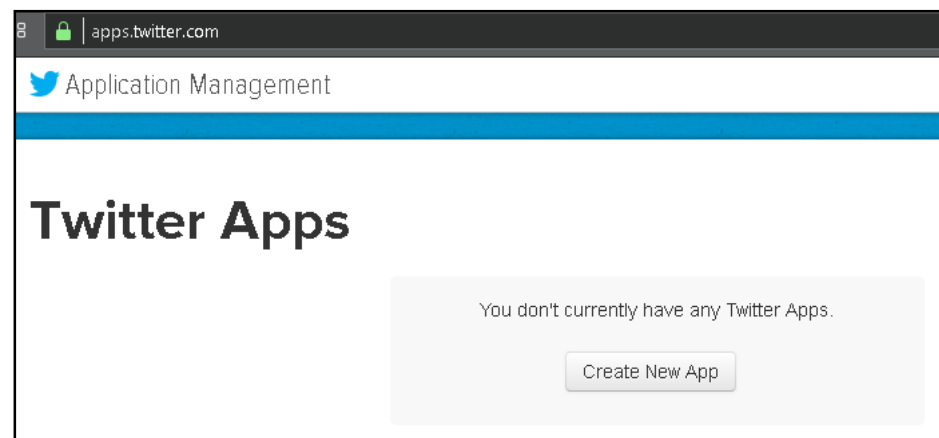 apps.twitter.com
Application Management
Twitter Apps
You don't currently have any Twitter Apps.
Create New App